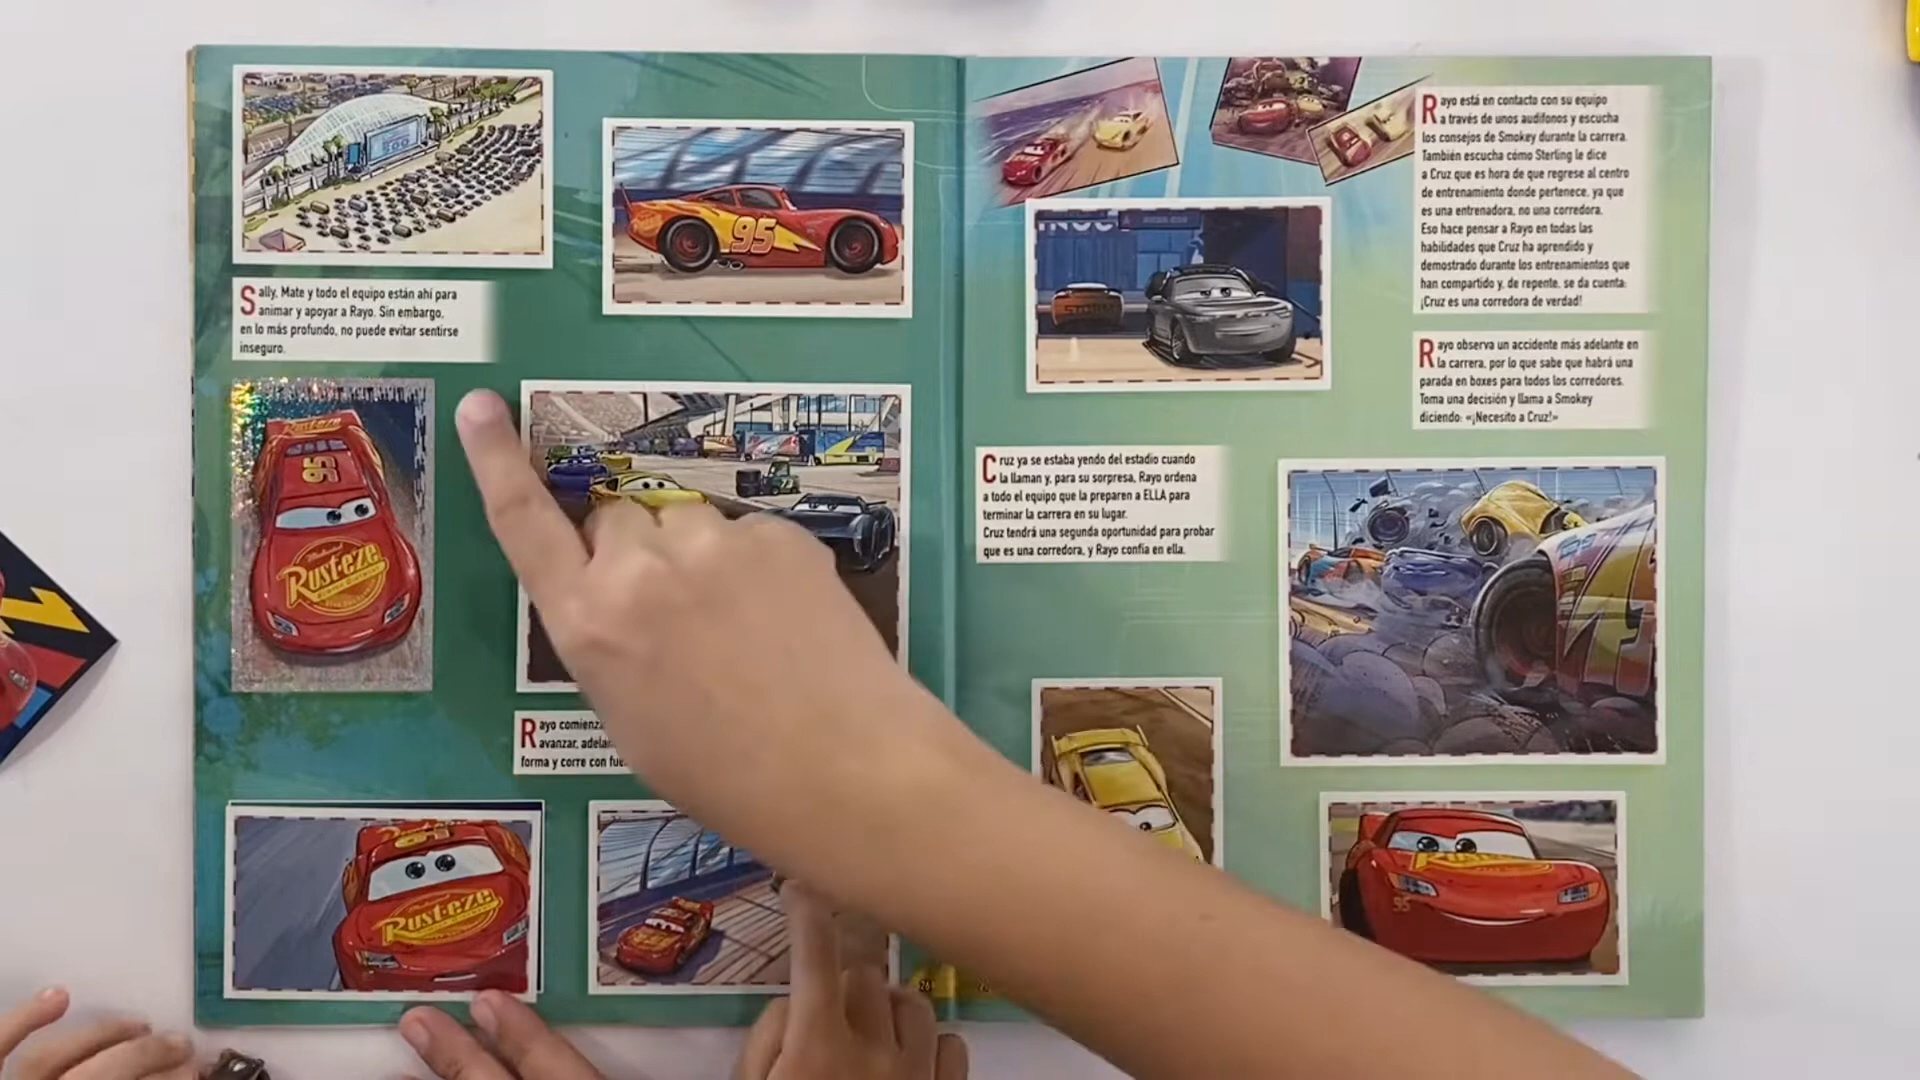 Sally, Mate y todo el equipo están ahí para
animar y apoyar a Rayo. Sin embargo,
en lo más profundo, no puede evitar sentirse
inseguro.
95
Rust-eze
95
Rust-eze
Rayo comienza
avanzar,
forma y corre con
Rust-eze
26
Rayo está en contacto con su equipo
a través de unos audífonos y escucha
los consejos de Smokey durante la carrera.
También escucha cómo Sterling le dice
a Cruz que es hora de que regrese al centro
de entrenamiento donde pertenece, ya que
es una entrenadora, no una corredora.
Eso hace pensar a Rayo en todas las
habilidades que Cruz ha aprendido y
demostrado durante los entrenamientos que
han compartido y, de repente, se da cuenta:
¡Cruz es una corredora de verdad!
STORM
Rayo observa un accidente más adelante en
la carrera, por lo que sabe que habrá una
parada en boxes para todos los corredores.
Toma una decisión y llama a Smokey
diciendo: «¡Necesito a Cruz!»
Cruz ya se estaba yendo del estadio cuando
la llaman y, para su sorpresa, Rayo ordena
a todo el equipo que la preparen a ELLA para
terminar la carrera en su lugar.
Cruz tendrá una segunda oportunidad para probar
que es una corredora, y Rayo confía en ella.
95